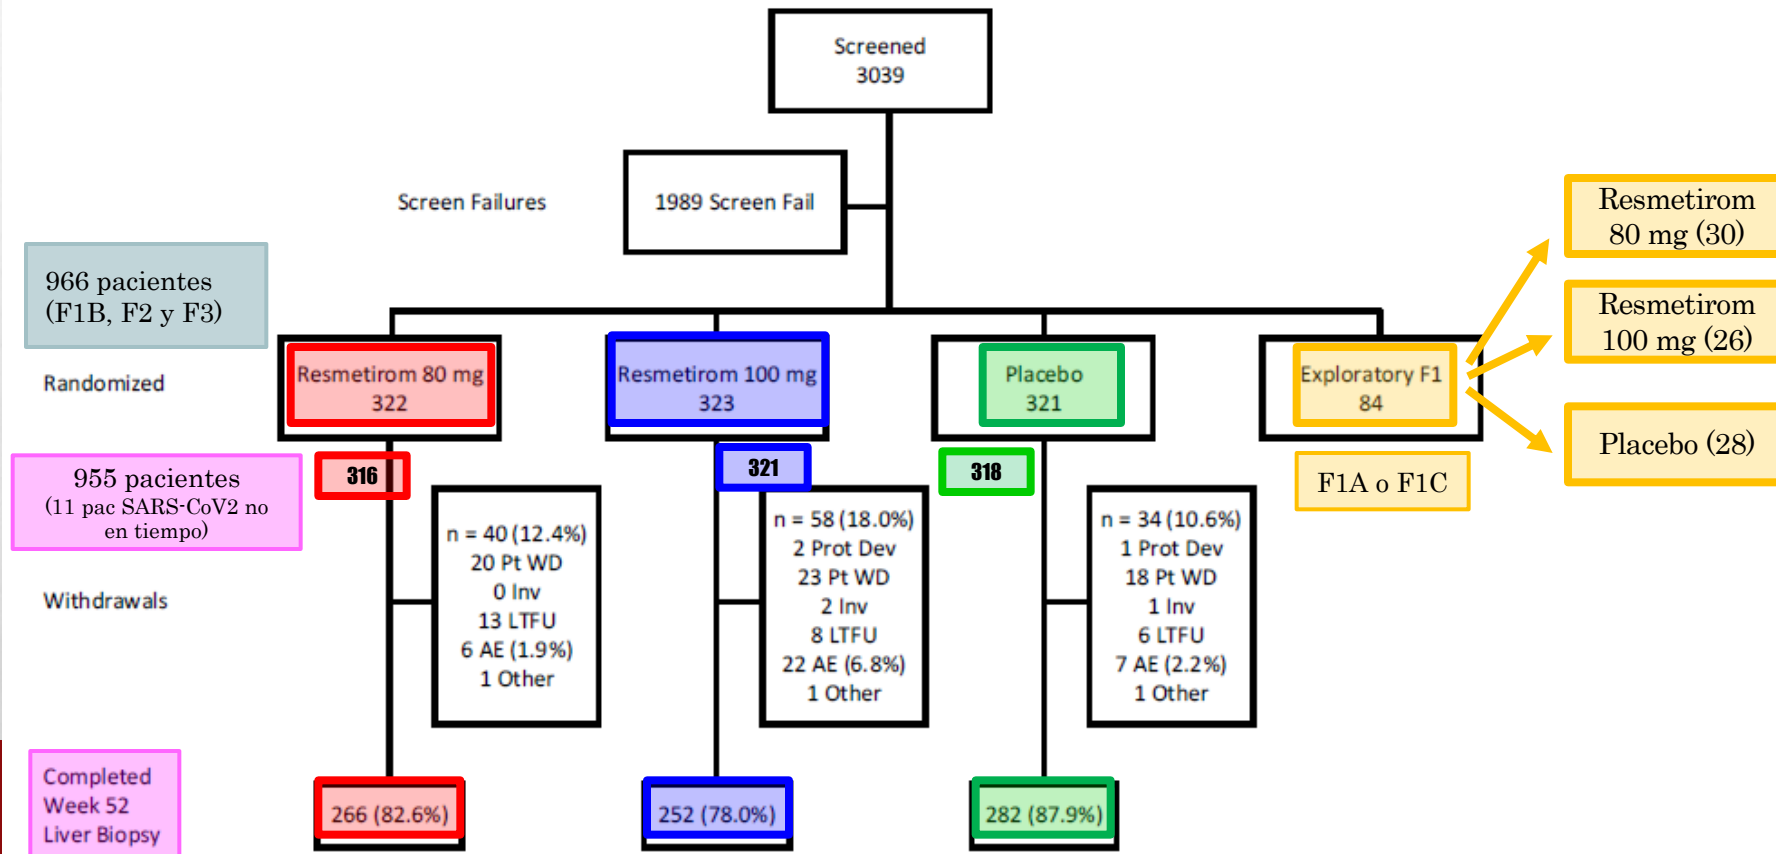 Screened
3039
Screen Failures
1989 Screen Fail
966 pacientes
(F1B, F2 y F3)
Randomized
Resmetirom 80 mg
322
Resmetirom 100 mg
323
Placebo
321
Exploratory F1
84
Resmetirom
80 mg (30)
Resmetirom
100 mg (26)
Placebo (28)
F1A o F1C
955 pacientes
(11 pac SARS-CoV2 no
en tiempo)
316
321
318
Withdrawals
n = 40 (12.4%)
20 Pt WD
0 Inv
13 LTFU
6 AE (1.9%)
1 Other
n = 58 (18.0%)
2 Prot Dev
23 Pt WD
2 Inv
8 LTFU
22 AE (6.8%)
1 Other
n = 34 (10.6%)
1 Prot Dev
18 Pt WD
1 Inv
6 LTFU
7 AE (2.2%)
1 Other
Completed
Week 52
Liver Biopsy
266 (82.6%)
252 (78.0%)
282 (87.9%)